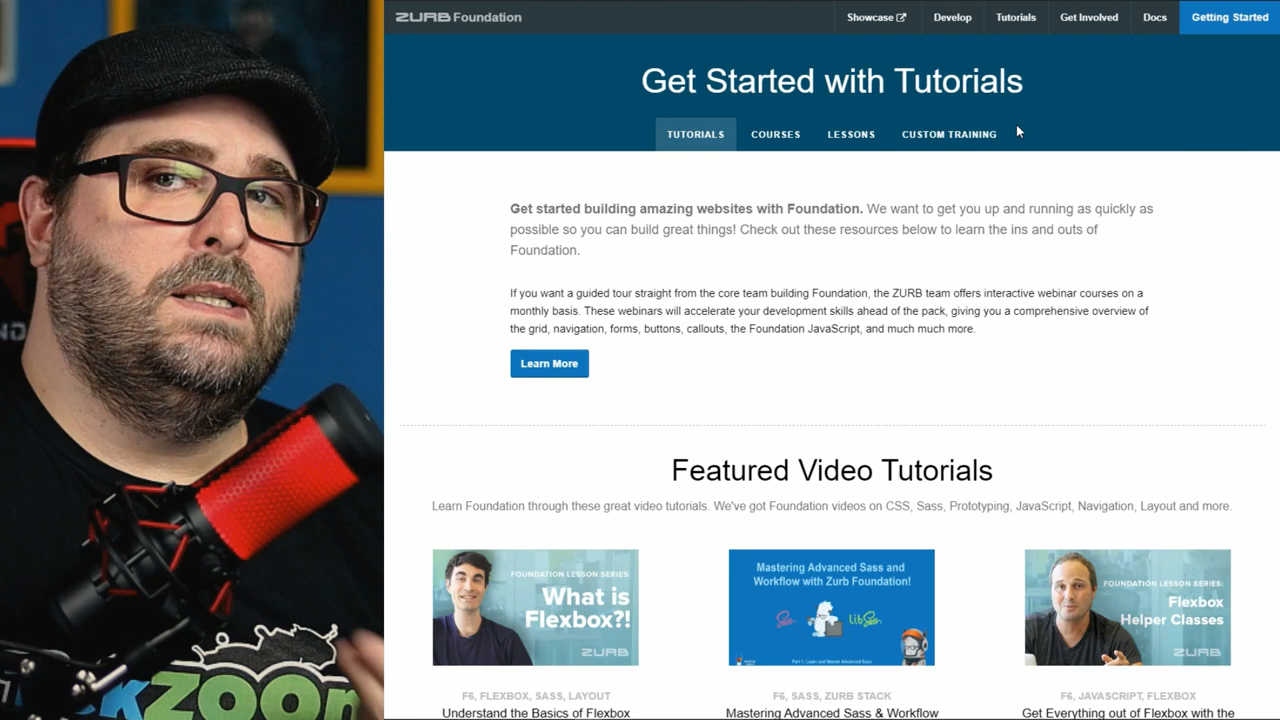 ZURB Foundation
Showcase
Develop
Tutorials
Get Involved
Docs
Getting Started
Get Started with Tutorials
TUTORIALS
COURSES
LESSONS
CUSTOM TRAINING
Get started building amazing websites with Foundation. We want to get you up and running as quickly as
possible so you can build great things! Check out these resources below to learn the ins and outs of
Foundation.
If you want a guided tour straight from the core team building Foundation, the ZURB team offers interactive webinar courses on a
monthly basis. These webinars will accelerate your development skills ahead of the pack, giving you a comprehensive overview of
the grid, navigation, forms, buttons, callouts, the Foundation JavaScript, and much much more.
Learn More
Featured Video Tutorials
Learn Foundation through these great video tutorials. We've got Foundation videos on CSS, Sass, Prototyping, JavaScript, Navigation, Layout and more.
FOUNDATION LESSON SERIES:
What is
Flexbox?!
ZURB
F6, FLEXBOX, SASS, LAYOUT
Understand the Basics of Flexbox
Mastering Advanced Sass and
Workflow with Zurb Foundation!
Sass
LibSass
Part 1: Learn and Master Advanced Sass
F6, SASS, ZURB STACK
Mastering Advanced Sass & Workflow
FOUNDATION LESSON SERIES:
Flexbox
Helper Classes
ZURB
F6, JAVASCRIPT, FLEXBOX
Get Everything out of Flexbox with the